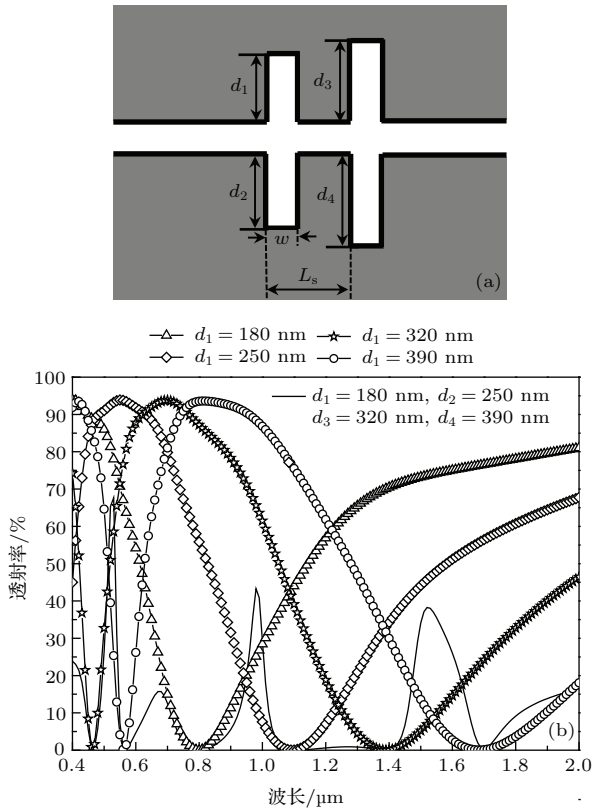 d₁
d₃
d₂
d₄
w
Lₛ
(a)
d₁ = 180 nm
d₁ = 320 nm
d₁ = 250 nm
d₁ = 390 nm
d₁ = 180 nm, d₂ = 250 nm
d₃ = 320 nm, d₄ = 390 nm
100
90
80
70
60
50
40
30
20
10
0
透射率/%
(b)
0.4
0.6
0.8
1.0
1.2
1.4
1.6
1.8
2.0
波长/µm